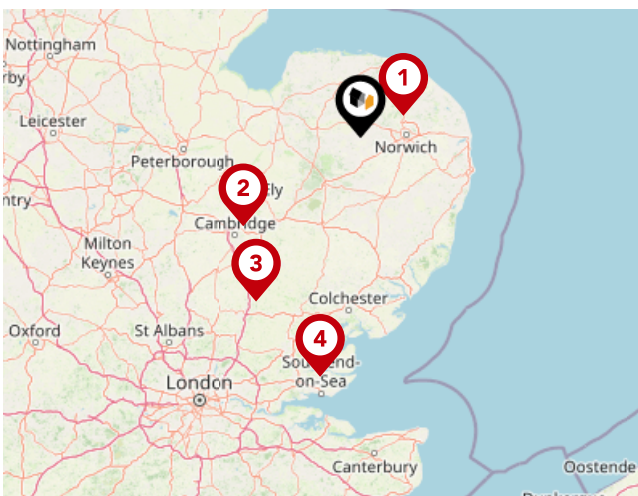 Nottingham
rby
1
Leicester
Norwich
Peterborough
2
Ely
ntry
Cambridge
Milton
Keynes
3
Colchester
Oxford
St Albans
4
Southend-
on-Sea
London
Canterbury
Oostende